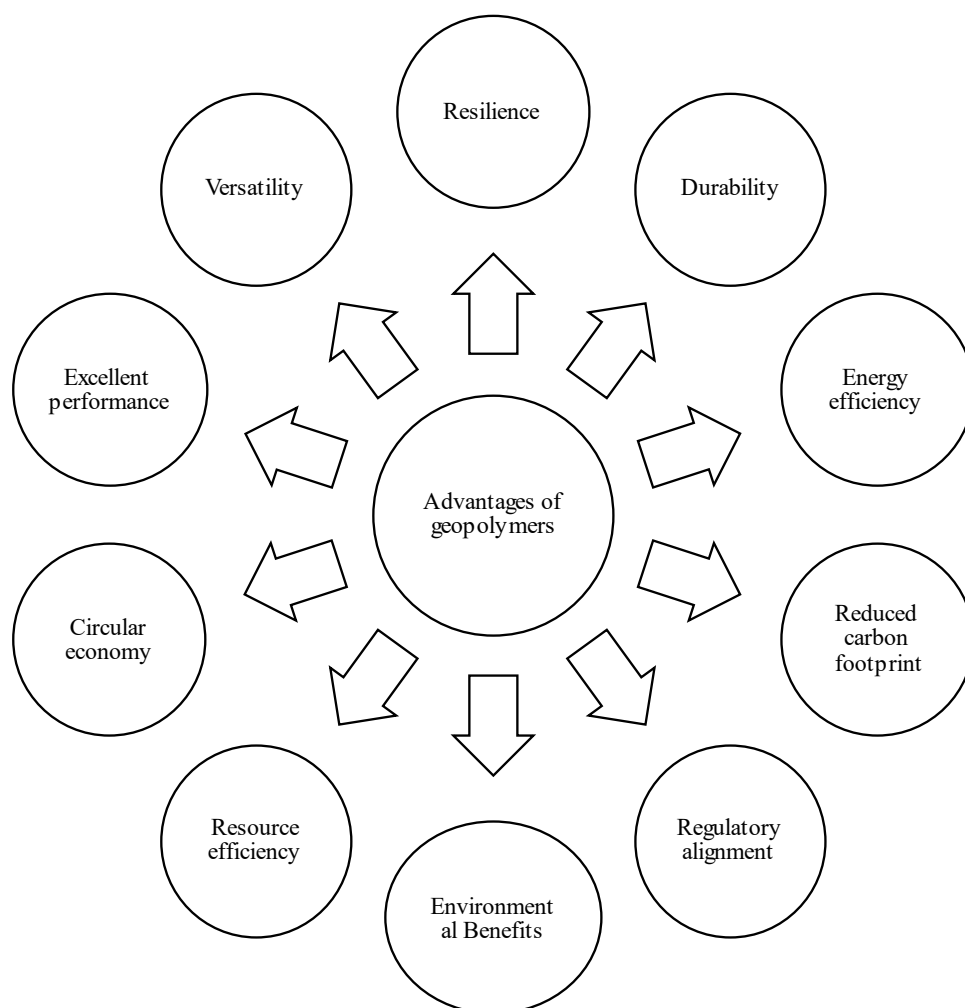 Resilience
Versatility
Durability
Excellent
performance
Energy
efficiency
Advantages of
geopolymers
Circular
economy
Reduced
carbon
footprint
Resource
efficiency
Regulatory
alignment
Environment
al Benefits